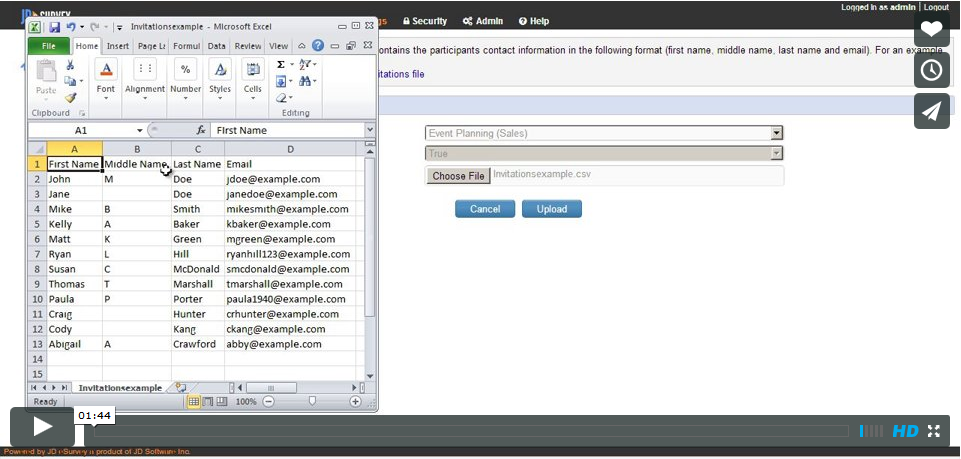 Logged in as admin | Logout
JD
Security Admin Help
Invitationsexample - Microsoft Excel
File Home Insert Page La Formul Data Review View
ontains the participants contact information in the following format (first name, middle name, last name and email). For an example
itations file
Paste Font Alignment Number Styles Cells
Clipboard Editing
A1 fx First Name
A B C D
1 First Name Middle Name Last Name Email
2 John M Doe jdoe@example.com
3 Jane Doe janedoe@example.com
4 Mike B Smith mikesmith@example.com
5 Kelly A Baker kbaker@example.com
6 Matt K Green mgreen@example.com
7 Ryan L Hill ryanhill123@example.com
8 Susan C McDonald smcdonald@example.com
9 Thomas T Marshall tmarshall@example.com
10 Paula P Porter paula1940@example.com
11 Craig Hunter crhunter@example.com
12 Cody Kang ckang@example.com
13 Abigail A Crawford abby@example.com
14
15
Invitationsexample
Ready 100%
Event Planning (Sales)
True
Choose File Invitationsexample.csv
Cancel Upload
01:44
HD
Powered by JD eSurvey a product of JD Software Inc.